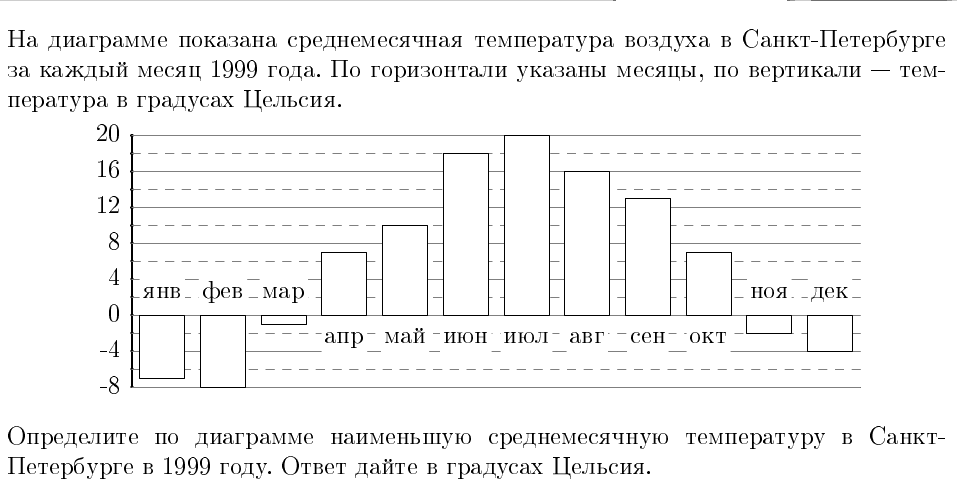 На диаграмме показана среднемесячная температура воздуха в Санкт-Петербурге
за каждый месяц 1999 года. По горизонтали указаны месяцы, по вертикали — тем-
пература в градусах Цельсия.
20
16
12
8
4
янв фев мар ноя дек
0
апр май июн июл авг сен окт
-4
-8
Определите по диаграмме наименьшую среднемесячную температуру в Санкт-
Петербурге в 1999 году. Ответ дайте в градусах Цельсия.